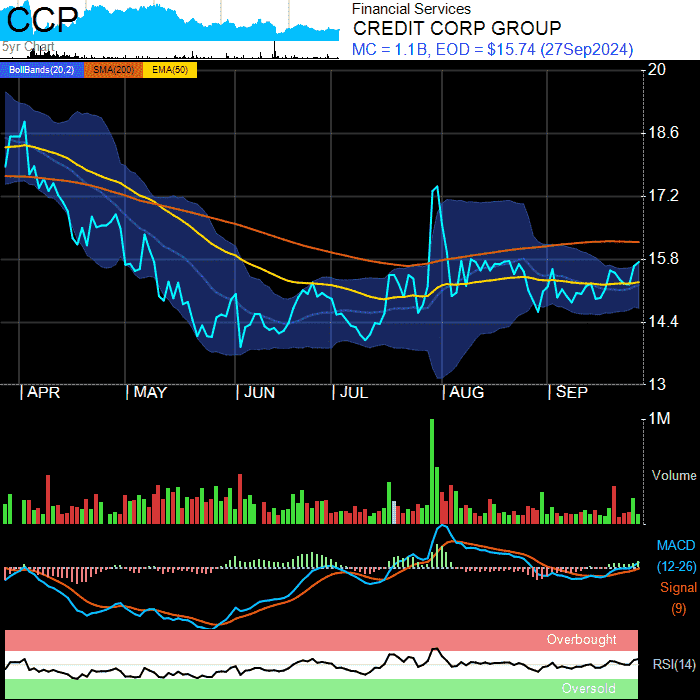 CCP
5yr Chart
Financial Services
CREDIT CORP GROUP
MC = 1.1B, EOD = $15.74 (27Sep2024)
BollBands(20,2) SMA(200) EMA(50)
20
18.6
17.2
15.8
14.4
13
APR MAY JUN JUL AUG SEP
1M
Volume
MACD
(12-26)
Signal
(9)
Overbought
RSI(14)
Oversold